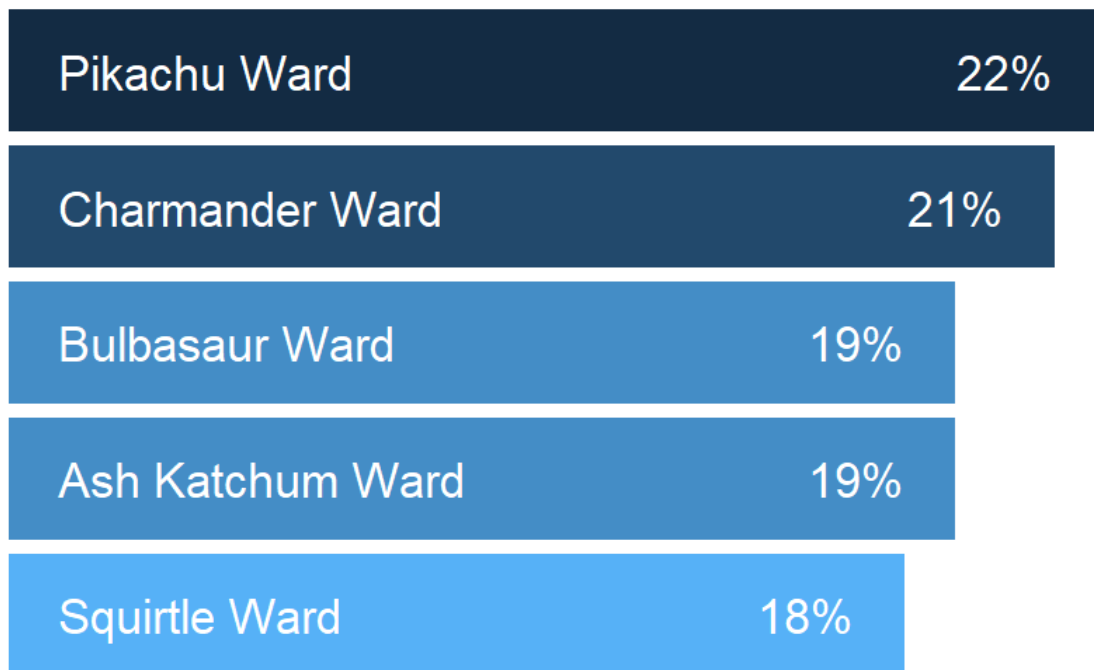 Pikachu Ward 22%
Charmander Ward 21%
Bulbasaur Ward 19%
Ash Katchum Ward 19%
Squirtle Ward 18%